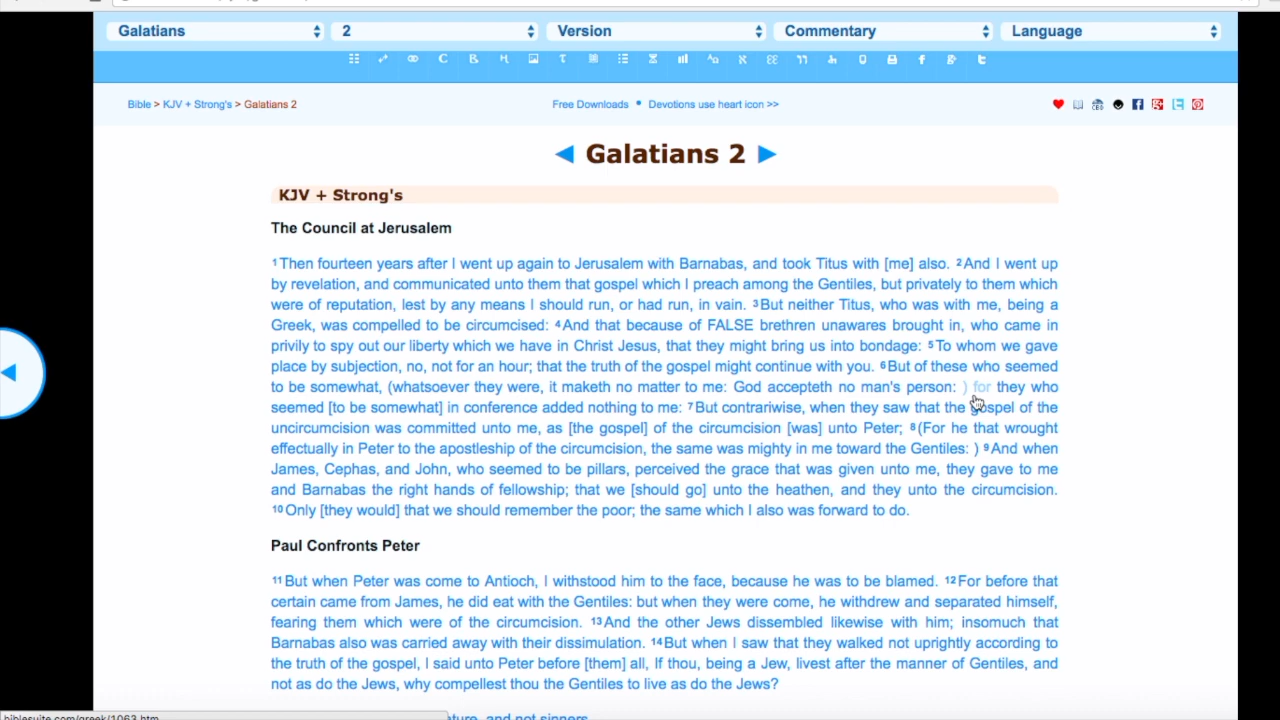 Galatians 2 Version Commentary Language
Bible > KJV + Strong's > Galatians 2 Free Downloads • Devotions use heart icon >>
◄ Galatians 2 ►
KJV + Strong's
The Council at Jerusalem
1Then fourteen years after I went up again to Jerusalem with Barnabas, and took Titus with [me] also. 2And I went up
by revelation, and communicated unto them that gospel which I preach among the Gentiles, but privately to them which
were of reputation, lest by any means I should run, or had run, in vain. 3But neither Titus, who was with me, being a
Greek, was compelled to be circumcised: 4And that because of FALSE brethren unawares brought in, who came in
privily to spy out our liberty which we have in Christ Jesus, that they might bring us into bondage: 5To whom we gave
place by subjection, no, not for an hour; that the truth of the gospel might continue with you. 6But of these who seemed
to be somewhat, (whatsoever they were, it maketh no matter to me: God accepteth no man's person: ) for they who
seemed [to be somewhat] in conference added nothing to me: 7But contrariwise, when they saw that the gospel of the
uncircumcision was committed unto me, as [the gospel] of the circumcision [was] unto Peter; 8(For he that wrought
effectually in Peter to the apostleship of the circumcision, the same was mighty in me toward the Gentiles: ) 9And when
James, Cephas, and John, who seemed to be pillars, perceived the grace that was given unto me, they gave to me
and Barnabas the right hands of fellowship; that we [should go] unto the heathen, and they unto the circumcision.
10Only [they would] that we should remember the poor; the same which I also was forward to do.
Paul Confronts Peter
11But when Peter was come to Antioch, I withstood him to the face, because he was to be blamed. 12For before that
certain came from James, he did eat with the Gentiles: but when they were come, he withdrew and separated himself,
fearing them which were of the circumcision. 13And the other Jews dissembled likewise with him; insomuch that
Barnabas also was carried away with their dissimulation. 14But when I saw that they walked not uprightly according to
the truth of the gospel, I said unto Peter before [them] all, If thou, being a Jew, livest after the manner of Gentiles, and
not as do the Jews, why compellest thou the Gentiles to live as do the Jews?
biblesuite.com/greek/1063.htm and not sinners